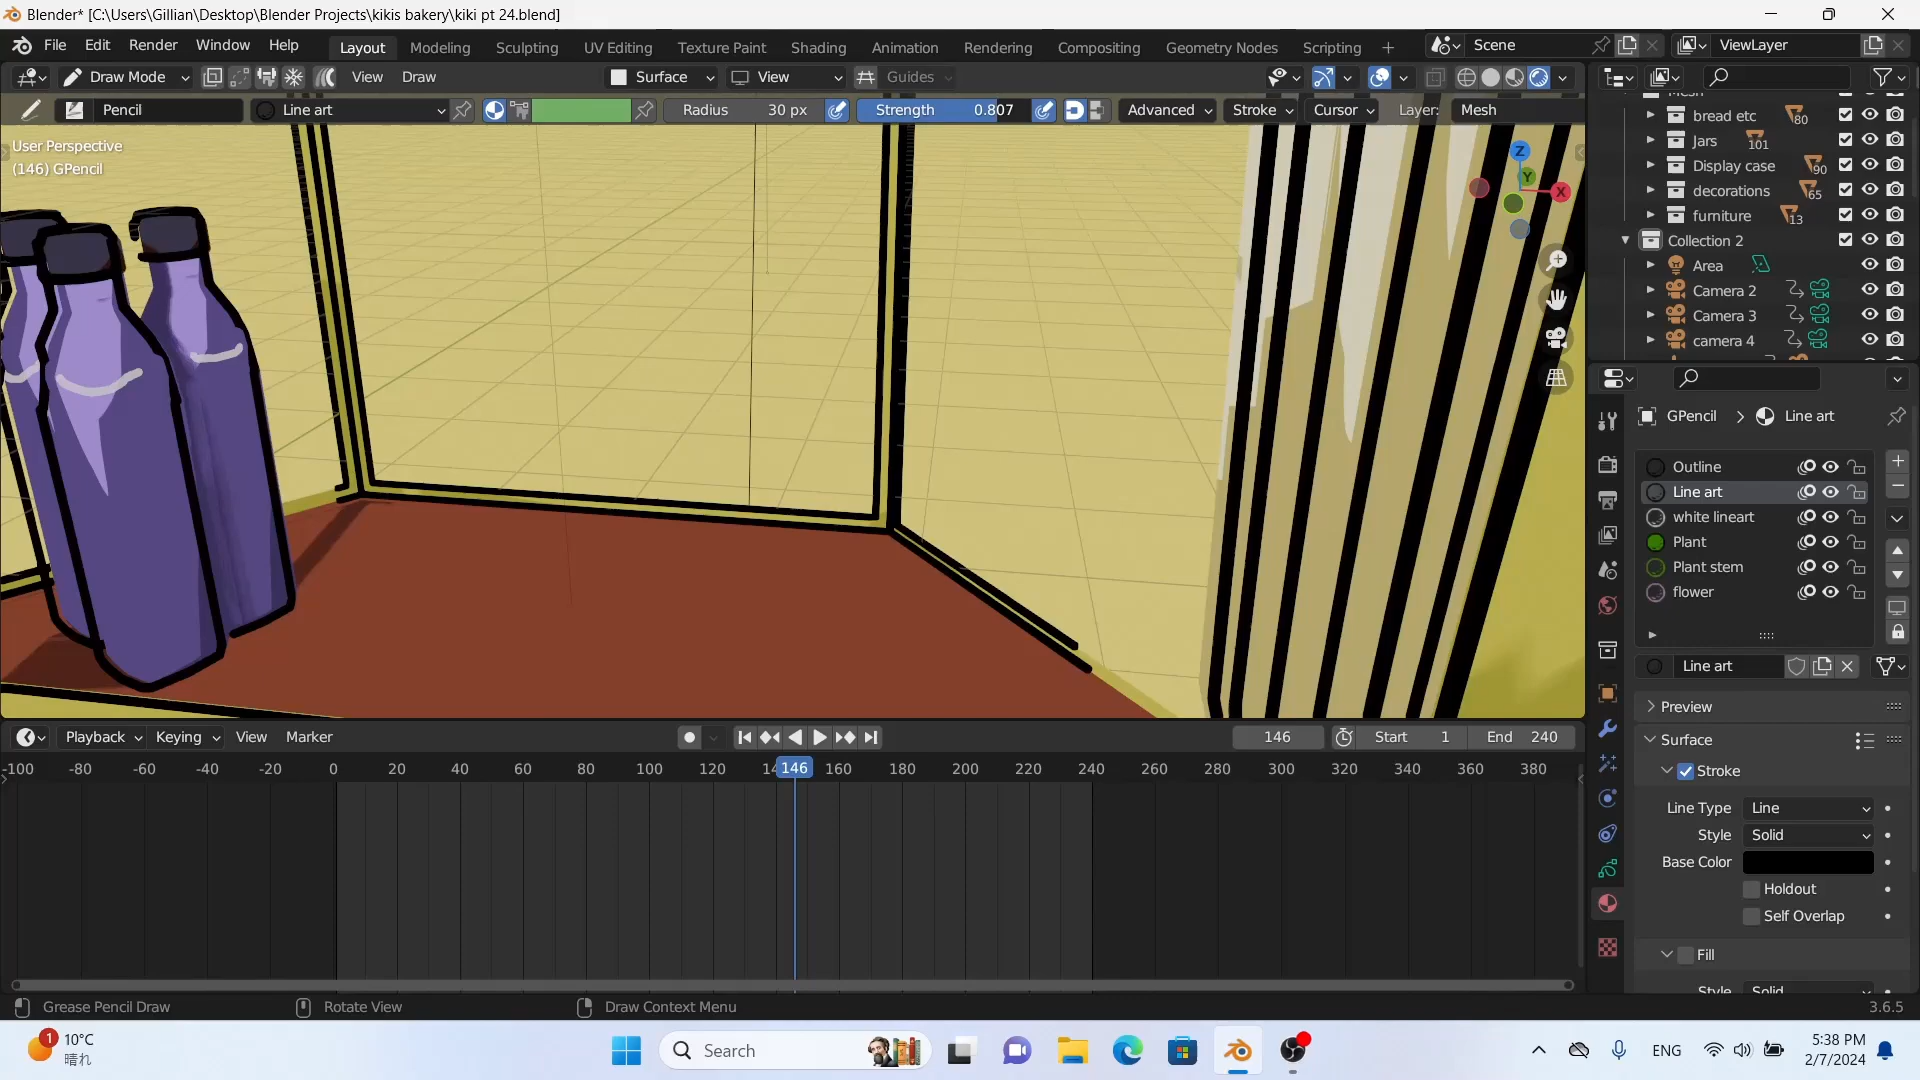 Blender* [C:\Users\Gillian\Desktop\Blender Projects\kikis bakery\kiki pt 24.blend]
File Edit Render Window Help Layout Modeling Sculpting UV Editing Texture Paint Shading Animation Rendering Compositing Geometry Nodes Scripting + Scene ViewLayer
Draw Mode View Draw Surface View Guides
Pencil Line art Radius 30 px Strength 0.807 Advanced Stroke Cursor Layer: Mesh
User Perspective
(146) GPencil
Z
Y
X
bread etc 80
Jars 101
Display case 90
decorations 65
furniture 13
Collection 2
Area
Camera 2
Camera 3
camera 4
GPencil > Line art
Outline
Line art
white lineart
Plant
Plant stem
flower
Line art
Preview
Surface
Stroke
Line Type Line
Style Solid
Base Color
Holdout
Self Overlap
Fill
Style Solid
Playback Keying View Marker 146 Start 1 End 240
-100 -80 -60 -40 -20 0 20 40 60 80 100 120 14 146 160 180 200 220 240 260 280 300 320 340 360 380
Grease Pencil Draw Rotate View Draw Context Menu 3.6.5
1 10°C
晴れ
Search
ENG
5:38 PM
2/7/2024